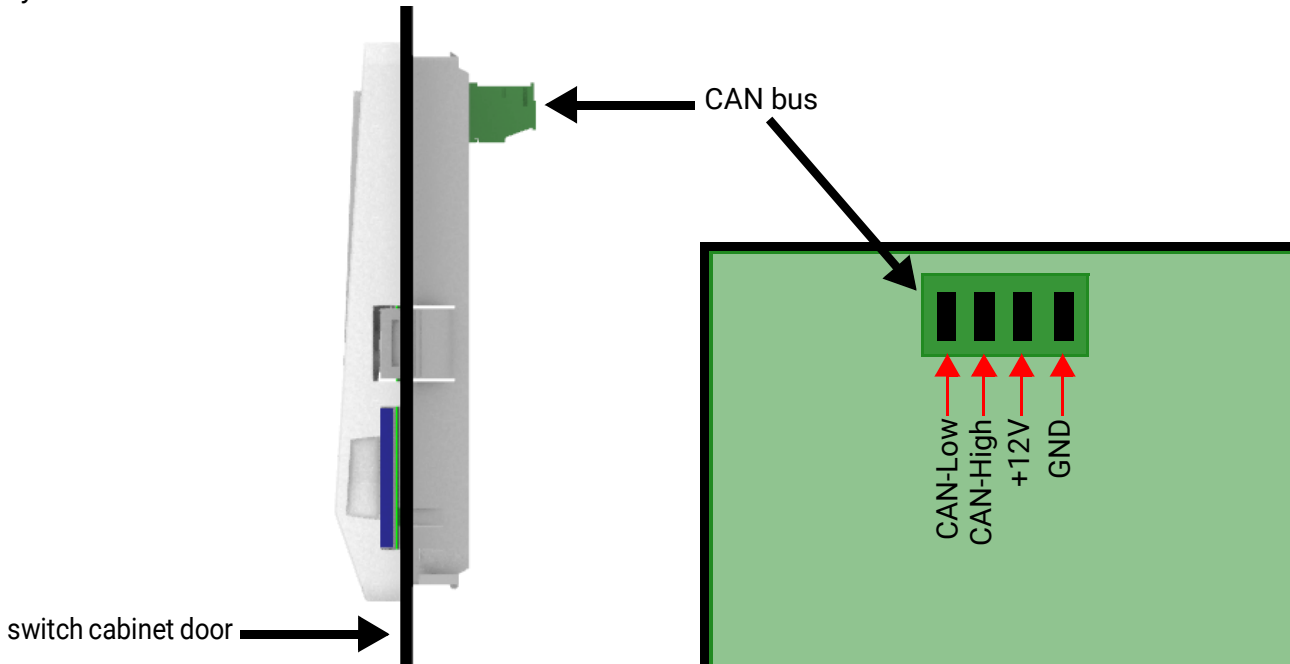 CAN bus
CAN-Low
CAN-High
+12V
GND
switch cabinet door